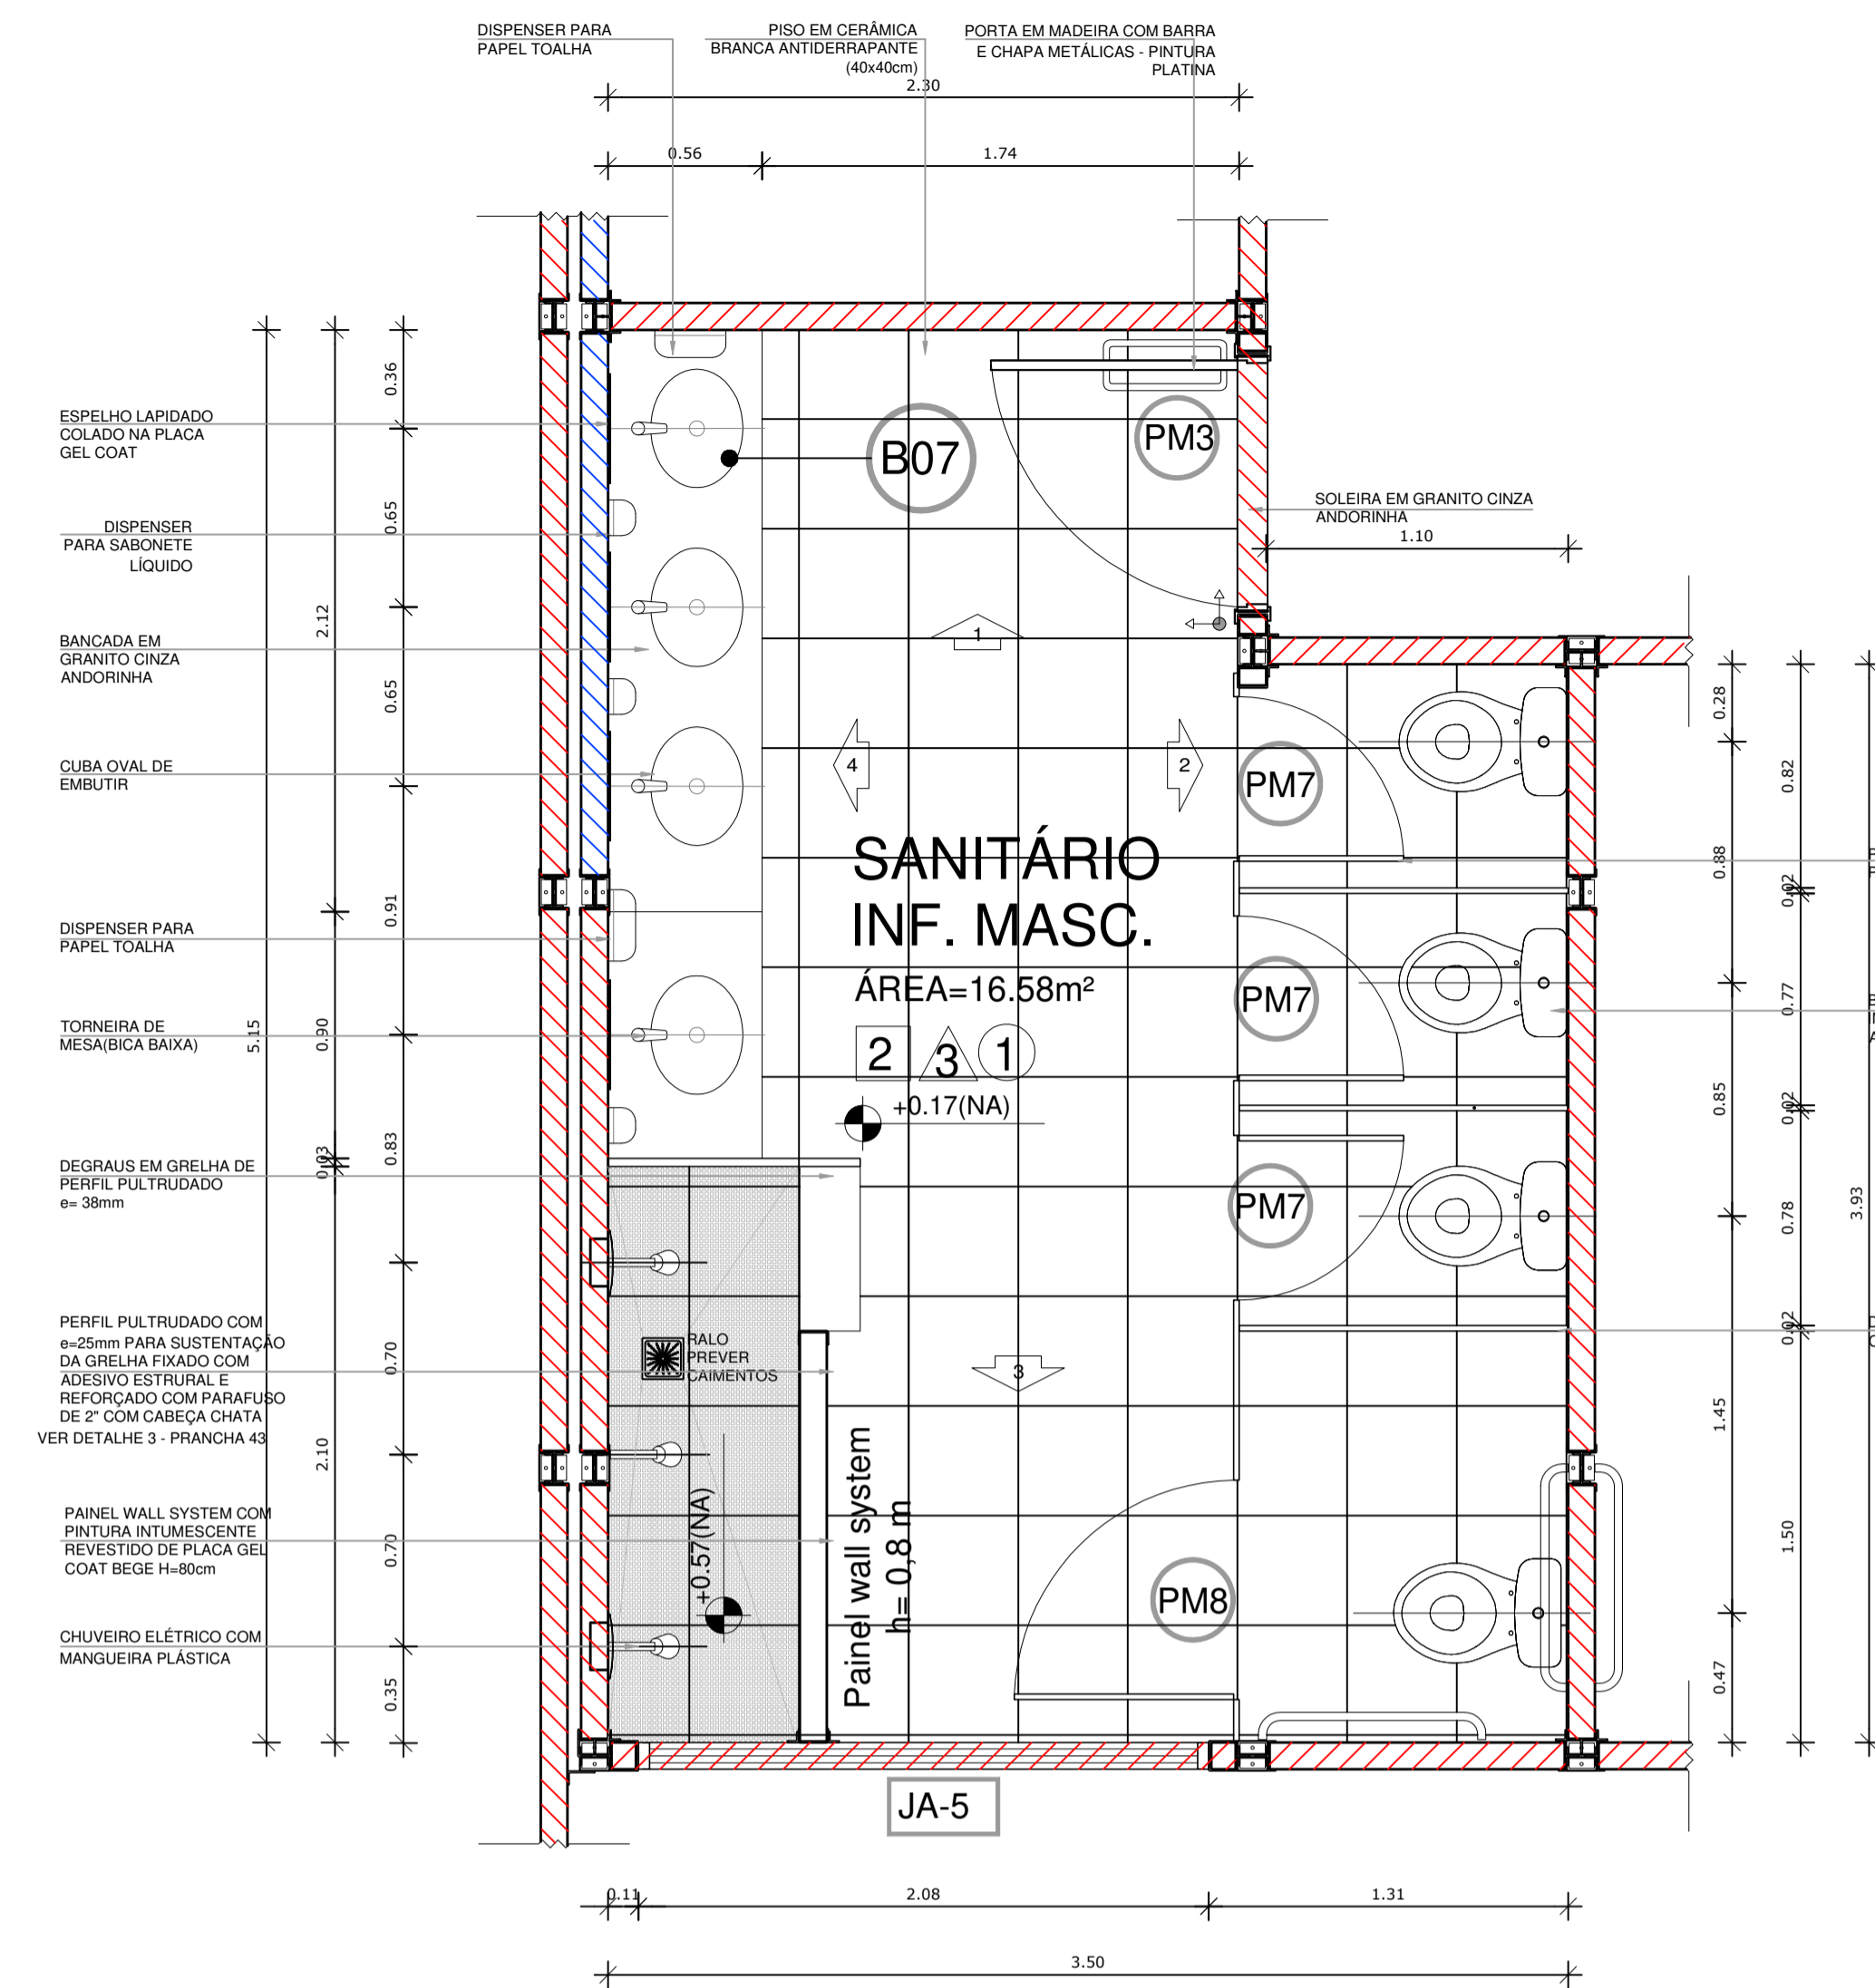 DISPENSER PARA
PAPEL TOALHA
PISO EM CERÂMICA
BRANCA ANTIDERRAPANTE
(40x40cm)
PORTA EM MADEIRA COM BARRA
E CHAPA METÁLICAS - PINTURA
PLATINA
2.30
0.56
1.74
ESPELHO LAPIDADO
COLADO NA PLACA
GEL COAT
DISPENSER
PARA SABONETE
LÍQUIDO
BANCADA EM
GRANITO CINZA
ANDORINHA
CUBA OVAL DE
EMBUTIR
DISPENSER PARA
PAPEL TOALHA
TORNEIRA DE
MESA(BICA BAIXA)
DEGRAUS EM GRELHA DE
PERFIL PULTRUDADO
e= 38mm
PERFIL PULTRUDADO COM
e=25mm PARA SUSTENTAÇÃO
DA GRELHA FIXADO COM
ADESIVO ESTRURAL E
REFORÇADO COM PARAFUSO
DE 2" COM CABEÇA CHATA
VER DETALHE 3 - PRANCHA 43
PAINEL WALL SYSTEM COM
PINTURA INTUMESCENTE
REVESTIDO DE PLACA GEL
COAT BEGE H=80cm
CHUVEIRO ELÉTRICO COM
MANGUEIRA PLÁSTICA
5.15
2.12
0.90
0.03
2.10
0.36
0.65
0.65
0.91
0.83
0.70
0.70
0.35
B07
PM3
SOLEIRA EM GRANITO CINZA
ANDORINHA
1.10
1
4
2
3
PM7
SANITÁRIO
INF. MASC.
ÁREA=16.58m²
2
3
1
+0.17(NA)
PM7
PM7
RALO
PREVER
CAIMENTOS
+0.57(NA)
Painel wall system
h= 0,8 m
PM8
JA-5
0.28
0.88
0.85
1.45
0.47
0.82
0.02
0.77
0.02
0.78
0.02
1.50
3.93
0.11
2.08
1.31
3.50